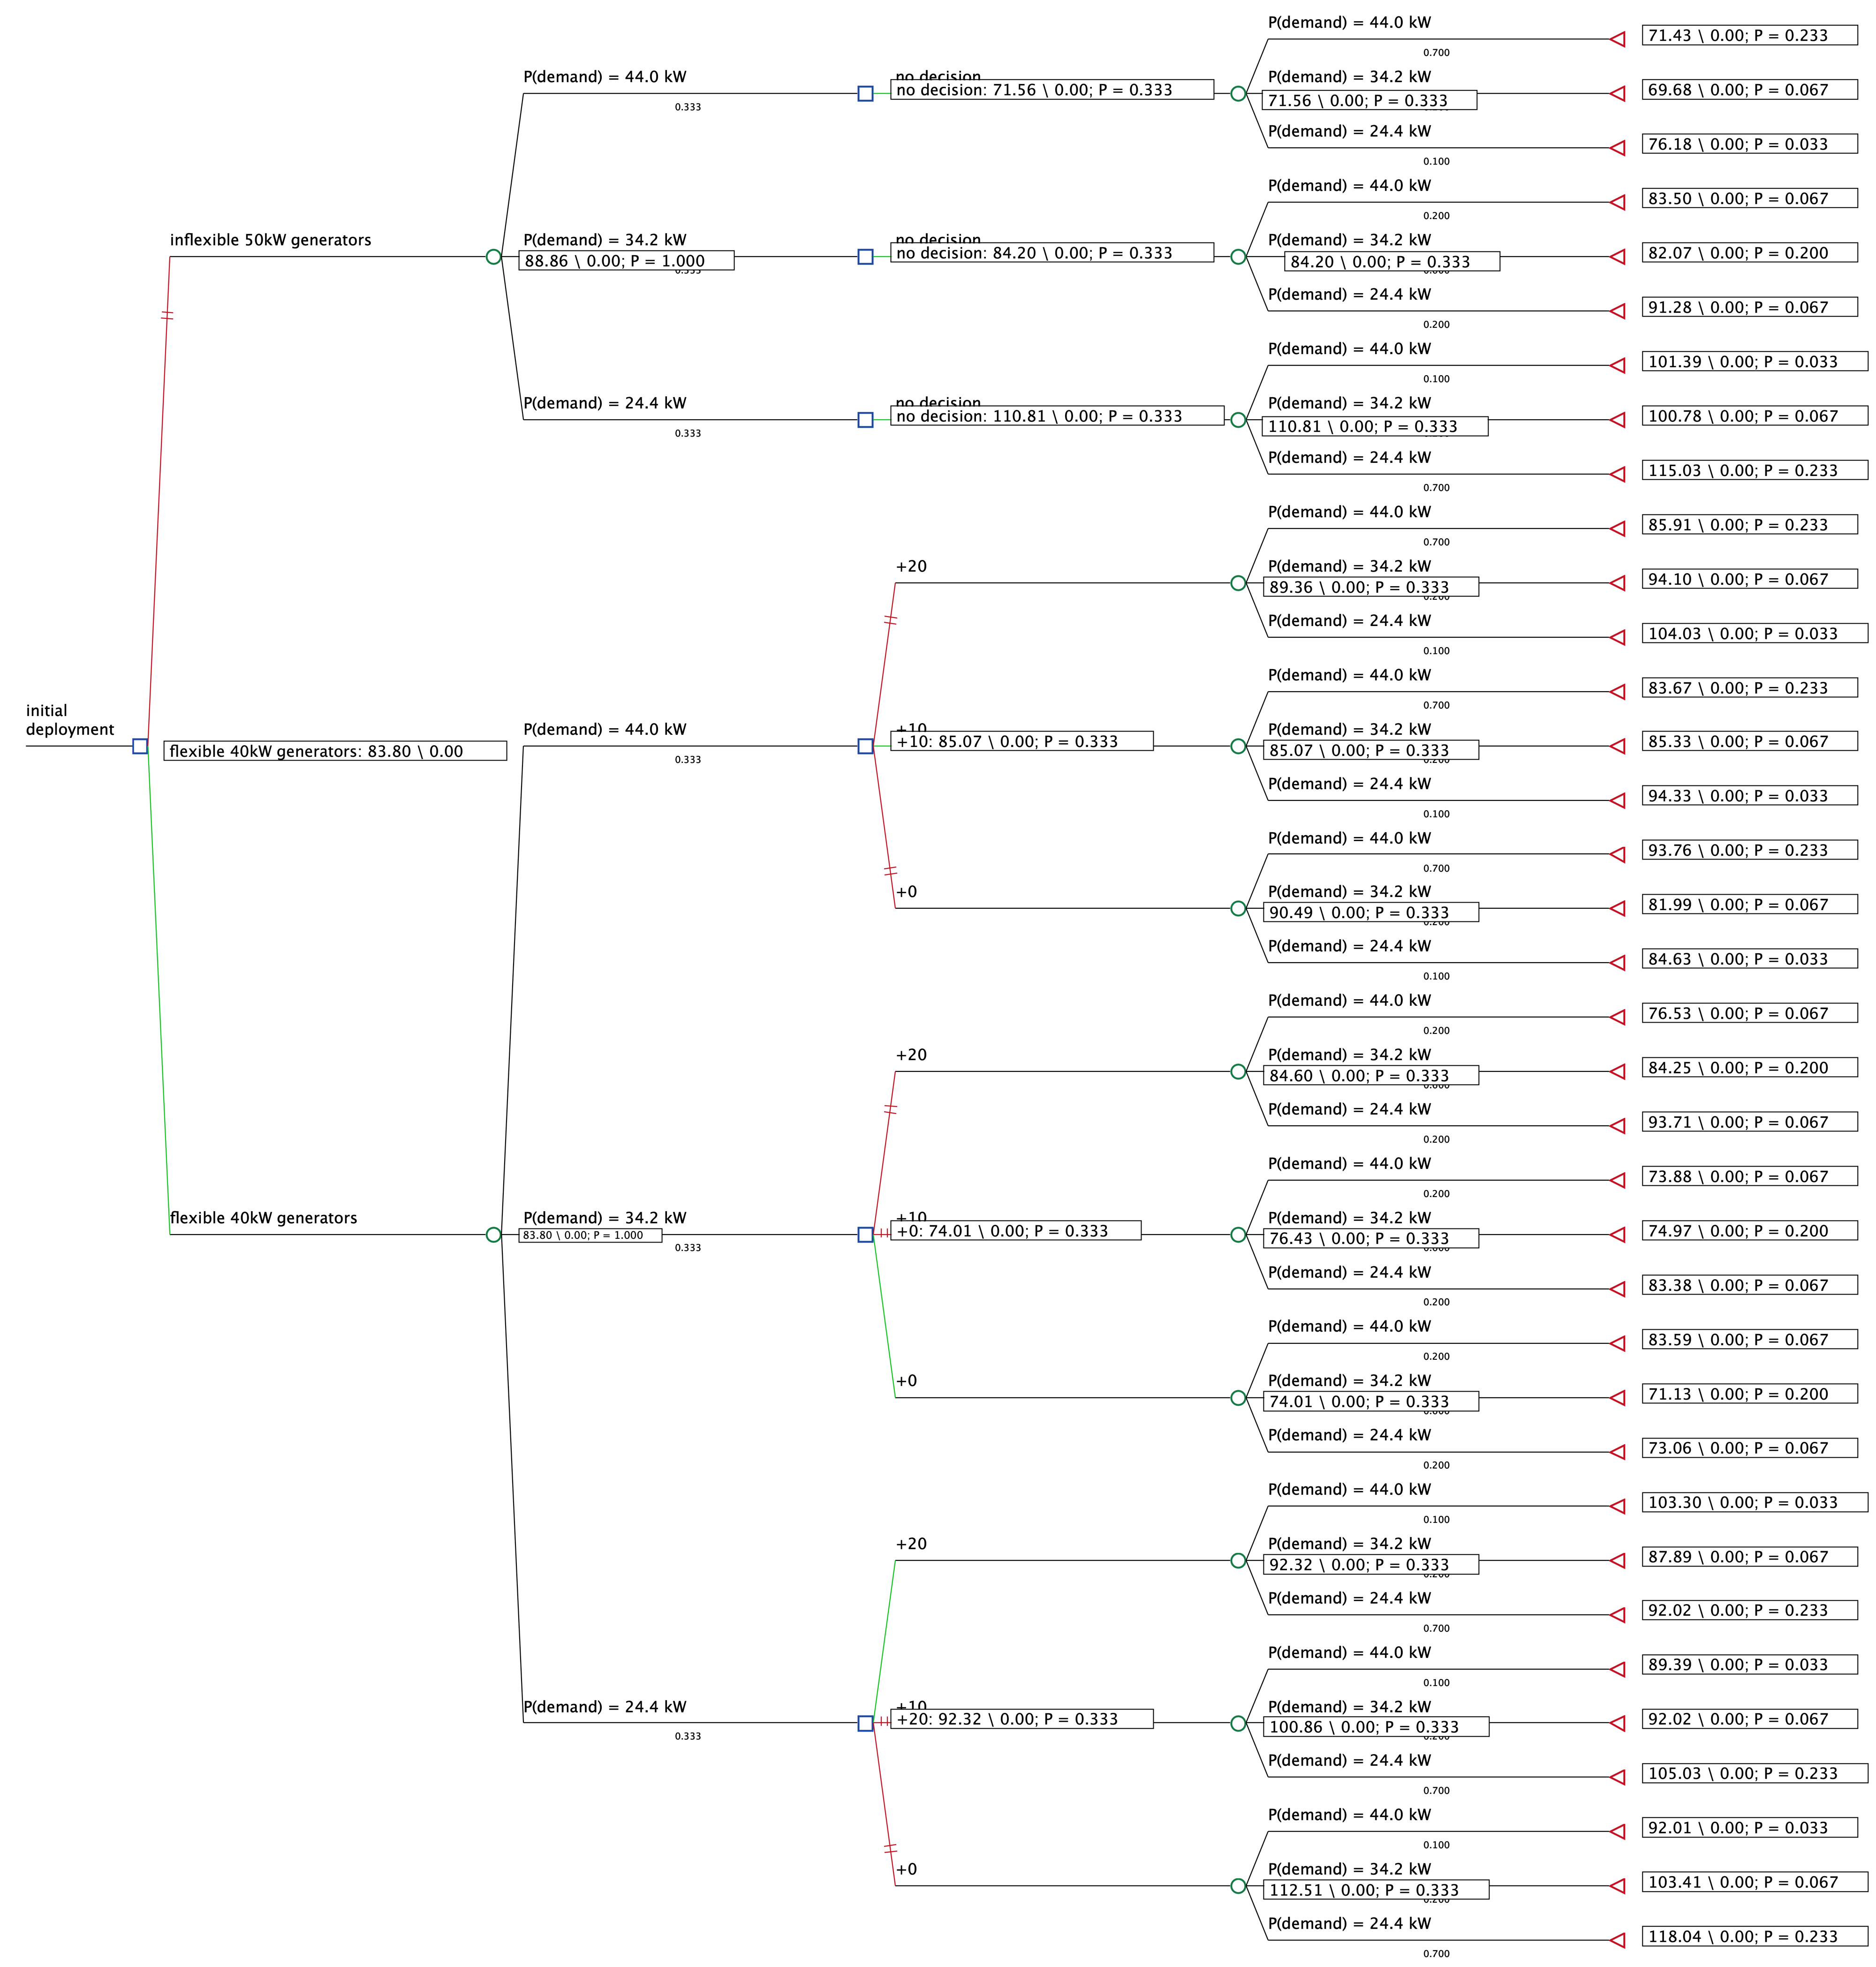 P(demand) = 44.0 kW
0.700
71.43 \ 0.00; P = 0.233
P(demand) = 44.0 kW
0.333
no decision
no decision: 71.56 \ 0.00; P = 0.333
P(demand) = 34.2 kW
71.56 \ 0.00; P = 0.333
69.68 \ 0.00; P = 0.067
P(demand) = 24.4 kW
0.100
76.18 \ 0.00; P = 0.033
P(demand) = 44.0 kW
0.200
83.50 \ 0.00; P = 0.067
inflexible 50kW generators
P(demand) = 34.2 kW
88.86 \ 0.00; P = 1.000
0.333
no decision
no decision: 84.20 \ 0.00; P = 0.333
P(demand) = 34.2 kW
84.20 \ 0.00; P = 0.333
82.07 \ 0.00; P = 0.200
P(demand) = 24.4 kW
0.200
91.28 \ 0.00; P = 0.067
P(demand) = 44.0 kW
0.100
101.39 \ 0.00; P = 0.033
P(demand) = 24.4 kW
0.333
no decision
no decision: 110.81 \ 0.00; P = 0.333
P(demand) = 34.2 kW
110.81 \ 0.00; P = 0.333
100.78 \ 0.00; P = 0.067
P(demand) = 24.4 kW
0.700
115.03 \ 0.00; P = 0.233
P(demand) = 44.0 kW
0.700
85.91 \ 0.00; P = 0.233
+20
P(demand) = 34.2 kW
89.36 \ 0.00; P = 0.333
0.200
94.10 \ 0.00; P = 0.067
P(demand) = 24.4 kW
0.100
104.03 \ 0.00; P = 0.033
P(demand) = 44.0 kW
0.700
83.67 \ 0.00; P = 0.233
initial
deployment
flexible 40kW generators: 83.80 \ 0.00
P(demand) = 44.0 kW
0.333
+10
+10: 85.07 \ 0.00; P = 0.333
P(demand) = 34.2 kW
85.07 \ 0.00; P = 0.333
0.200
85.33 \ 0.00; P = 0.067
P(demand) = 24.4 kW
0.100
94.33 \ 0.00; P = 0.033
P(demand) = 44.0 kW
0.700
93.76 \ 0.00; P = 0.233
+0
P(demand) = 34.2 kW
90.49 \ 0.00; P = 0.333
0.200
81.99 \ 0.00; P = 0.067
P(demand) = 24.4 kW
0.100
84.63 \ 0.00; P = 0.033
P(demand) = 44.0 kW
0.200
76.53 \ 0.00; P = 0.067
+20
P(demand) = 34.2 kW
84.60 \ 0.00; P = 0.333
84.25 \ 0.00; P = 0.200
P(demand) = 24.4 kW
0.200
93.71 \ 0.00; P = 0.067
P(demand) = 44.0 kW
0.200
73.88 \ 0.00; P = 0.067
flexible 40kW generators
P(demand) = 34.2 kW
83.80 \ 0.00; P = 1.000
0.333
+10
+0: 74.01 \ 0.00; P = 0.333
P(demand) = 34.2 kW
76.43 \ 0.00; P = 0.333
74.97 \ 0.00; P = 0.200
P(demand) = 24.4 kW
0.200
83.38 \ 0.00; P = 0.067
P(demand) = 44.0 kW
0.200
83.59 \ 0.00; P = 0.067
+0
P(demand) = 34.2 kW
74.01 \ 0.00; P = 0.333
71.13 \ 0.00; P = 0.200
P(demand) = 24.4 kW
0.200
73.06 \ 0.00; P = 0.067
P(demand) = 44.0 kW
0.100
103.30 \ 0.00; P = 0.033
+20
P(demand) = 34.2 kW
92.32 \ 0.00; P = 0.333
0.200
87.89 \ 0.00; P = 0.067
P(demand) = 24.4 kW
0.700
92.02 \ 0.00; P = 0.233
P(demand) = 44.0 kW
0.100
89.39 \ 0.00; P = 0.033
P(demand) = 24.4 kW
0.333
+10
+20: 92.32 \ 0.00; P = 0.333
P(demand) = 34.2 kW
100.86 \ 0.00; P = 0.333
0.200
92.02 \ 0.00; P = 0.067
P(demand) = 24.4 kW
0.700
105.03 \ 0.00; P = 0.233
P(demand) = 44.0 kW
0.100
92.01 \ 0.00; P = 0.033
+0
P(demand) = 34.2 kW
112.51 \ 0.00; P = 0.333
0.200
103.41 \ 0.00; P = 0.067
P(demand) = 24.4 kW
0.700
118.04 \ 0.00; P = 0.233